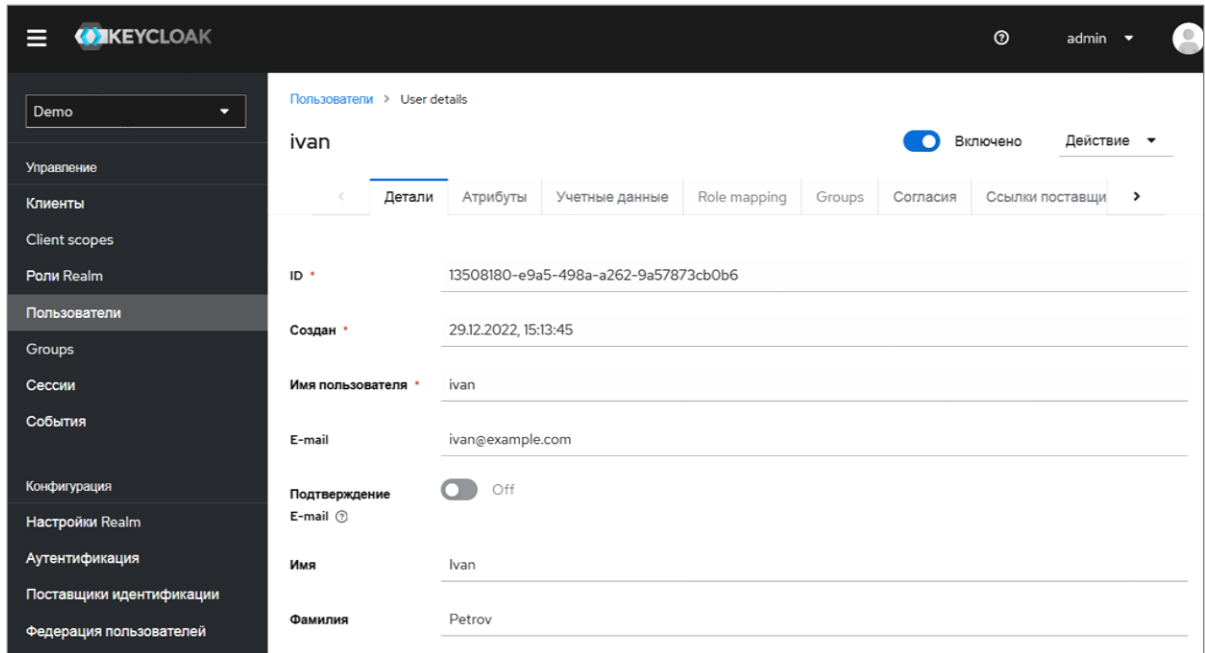 KEYCLOAK
admin
Demo
Управление
Клиенты
Client scopes
Роли Realm
Пользователи
Groups
Сессии
События
Конфигурация
Настройки Realm
Аутентификация
Поставщики идентификации
Федерация пользователей
Пользователи > User details
ivan
Включено
Действие
Детали Атрибуты Учетные данные Role mapping Groups Согласия Ссылки поставщи
ID * 13508180-e9a5-498a-a262-9a57873cb0b6
Создан * 29.12.2022, 15:13:45
Имя пользователя * ivan
E-mail ivan@example.com
Подтверждение
E-mail Off
Имя Ivan
Фамилия Petrov